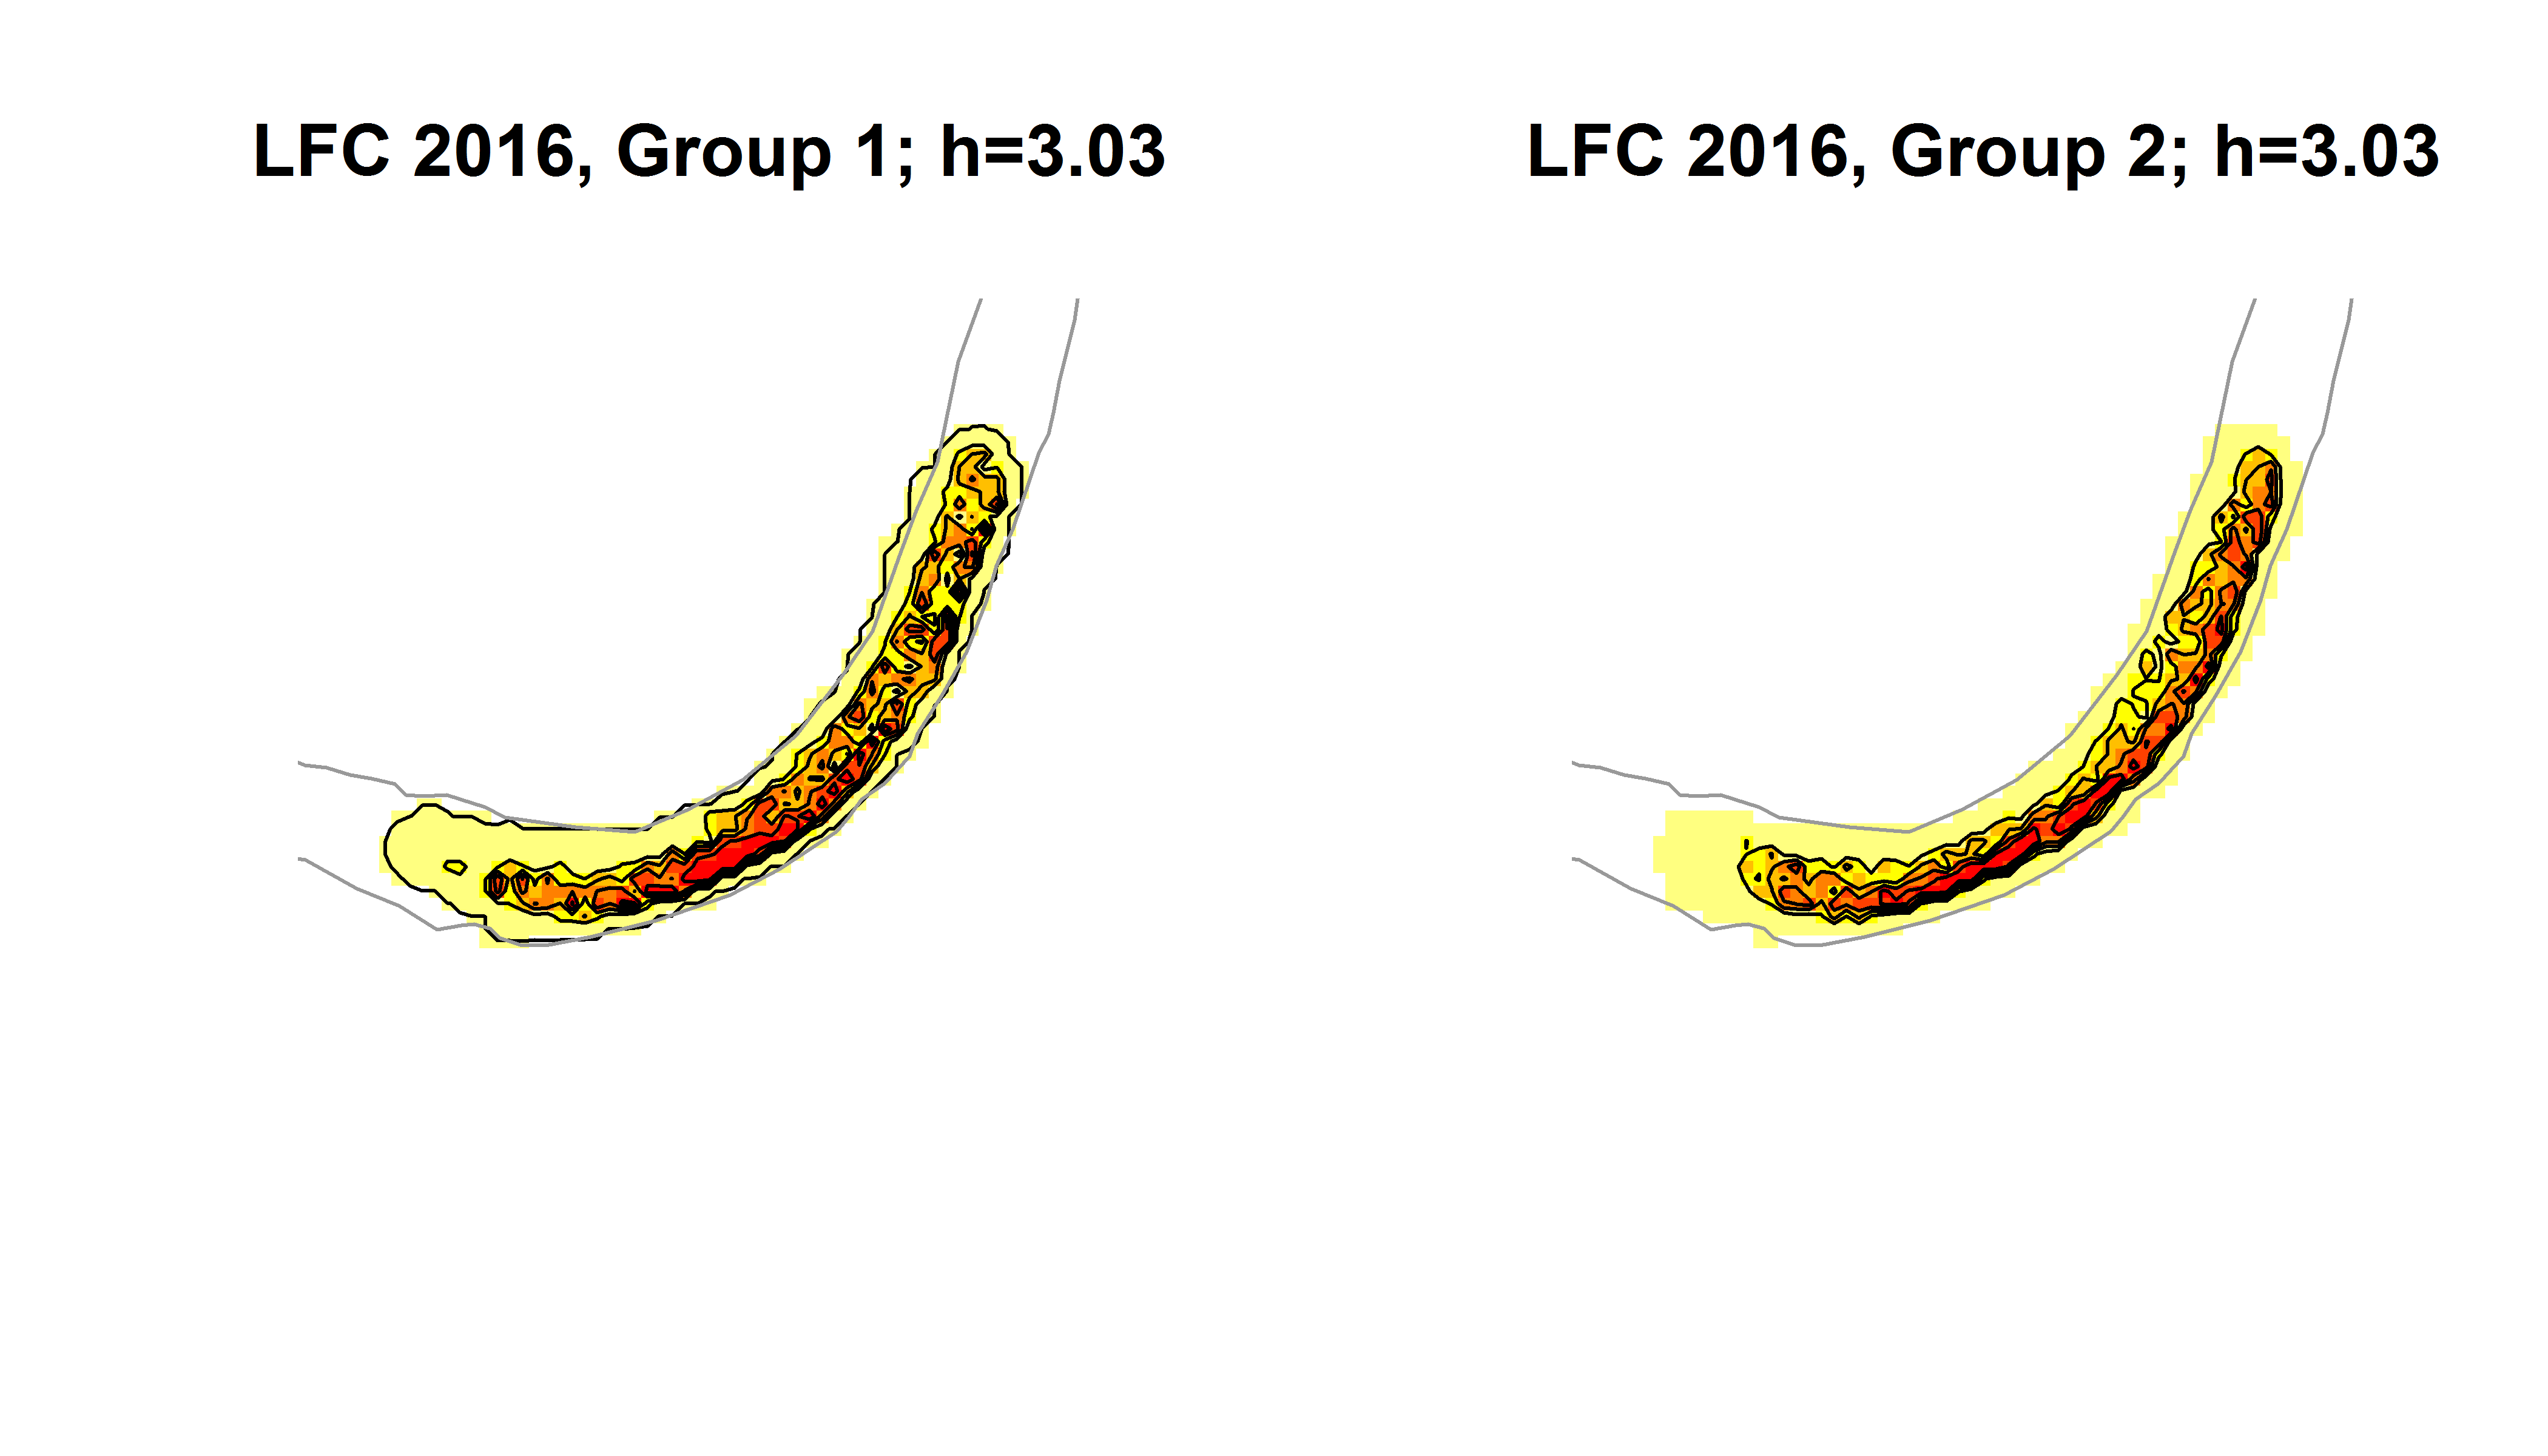 LFC 2016, Group 1; h=3.03
LFC 2016, Group 2; h=3.03